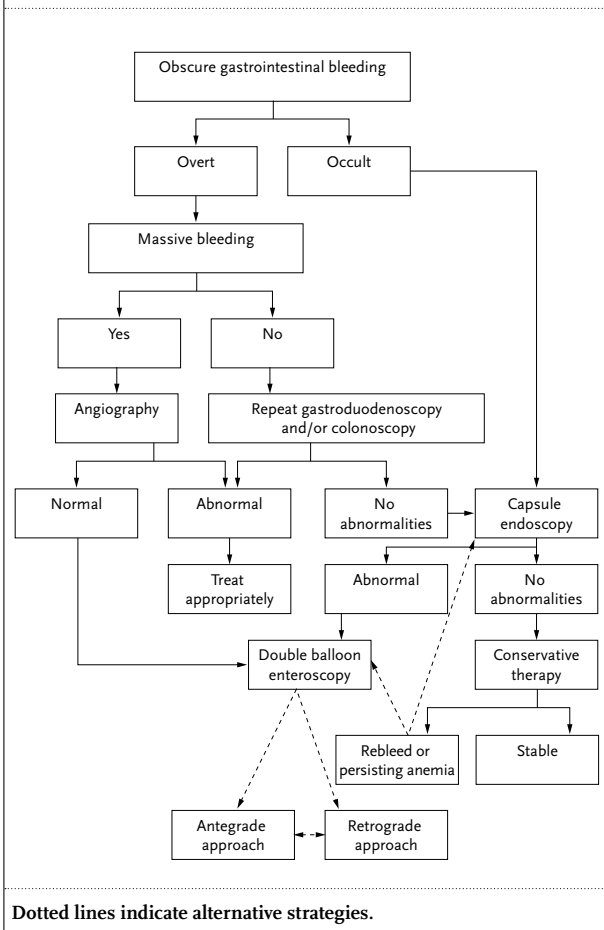 Obscure gastrointestinal bleeding
Overt
Occult
Massive bleeding
Yes
No
Angiography
Repeat gastroduodenoscopy
and/or colonoscopy
Normal
Abnormal
No
abnormalities
Capsule
endoscopy
Treat
appropriately
Abnormal
No
abnormalities
Double balloon
enteroscopy
Conservative
therapy
Rebleed or
persisting anemia
Stable
Antegrade
approach
Retrograde
approach
Dotted lines indicate alternative strategies.